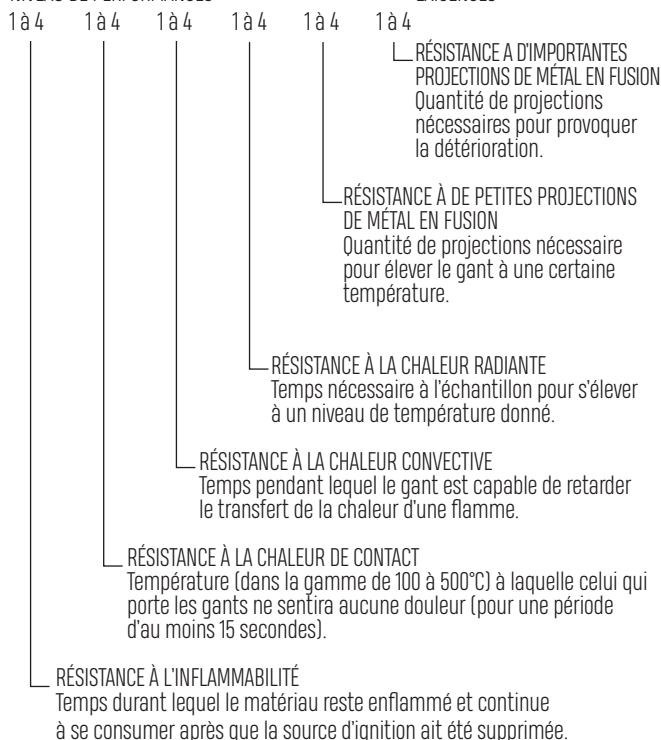 1 à 4 1 à 4 1 à 4 1 à 4 1 à 4 1 à 4
RÉSISTANCE A D'IMPORTANTES
PROJECTIONS DE MÉTAL EN FUSION
Quantité de projections
nécessaires pour provoquer
la détérioration.
RÉSISTANCE À DE PETITES PROJECTIONS
DE MÉTAL EN FUSION
Quantité de projections nécessaire
pour élever le gant à une certaine
température.
RÉSISTANCE À LA CHALEUR RADIANTE
Temps nécessaire à l'échantillon pour s'élever
à un niveau de température donné.
RÉSISTANCE À LA CHALEUR CONVECTIVE
Temps pendant lequel le gant est capable de retarder
le transfert de la chaleur d'une flamme.
RÉSISTANCE À LA CHALEUR DE CONTACT
Température (dans la gamme de 100 à 500°C) à laquelle celui qui
porte les gants ne sentira aucune douleur (pour une période
d'au moins 15 secondes).
RÉSISTANCE À L'INFLAMMABILITÉ
Temps durant lequel le matériau reste enflammé et continue
à se consumer après que la source d'ignition ait été supprimée.